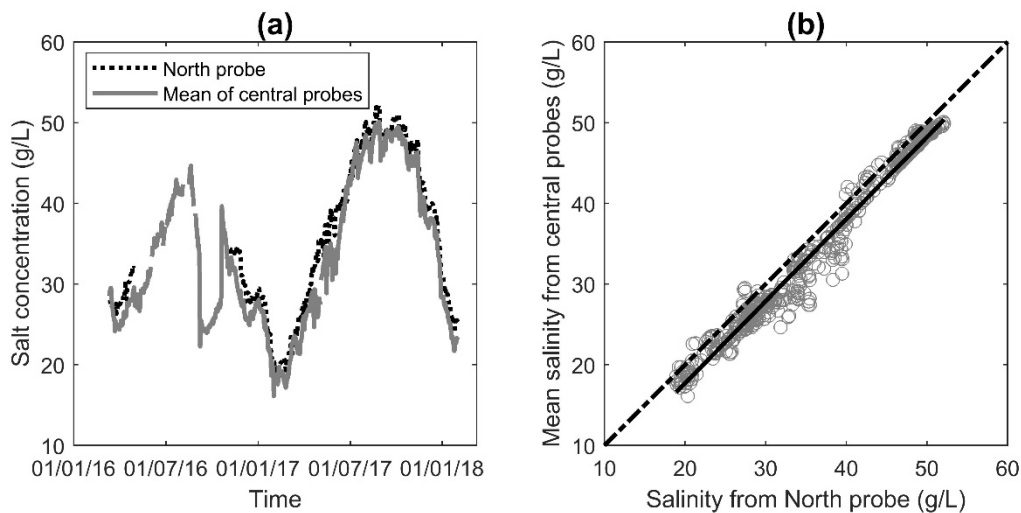 (a)
60
50
40
30
20
10
Salt concentration (g/L)
North probe
Mean of central probes
01/01/16 01/07/16 01/01/17 01/07/17 01/01/18
Time
(b)
60
50
40
30
20
10
Mean salinity from central probes (g/L)
10 20 30 40 50 60
Salinity from North probe (g/L)